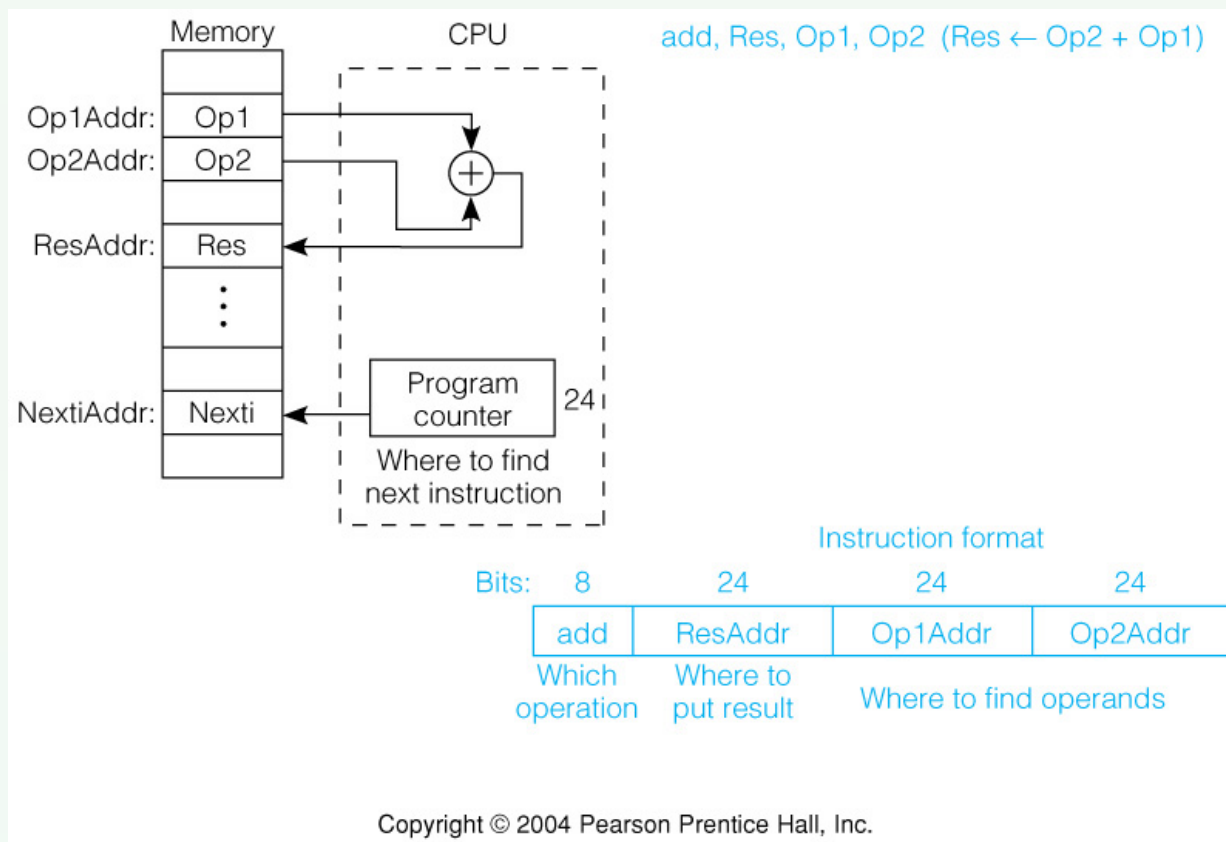 Memory
CPU
add, Res, Op1, Op2 (Res ← Op2 + Op1)
Op1Addr: Op1
Op2Addr: Op2
+
ResAddr: Res
NextiAddr: Nexti
Program
counter
24
Where to find
next instruction
Instruction format
Bits: 8 24 24 24
add ResAddr Op1Addr Op2Addr
Which
operation
Where to
put result
Where to find operands
Copyright © 2004 Pearson Prentice Hall, Inc.